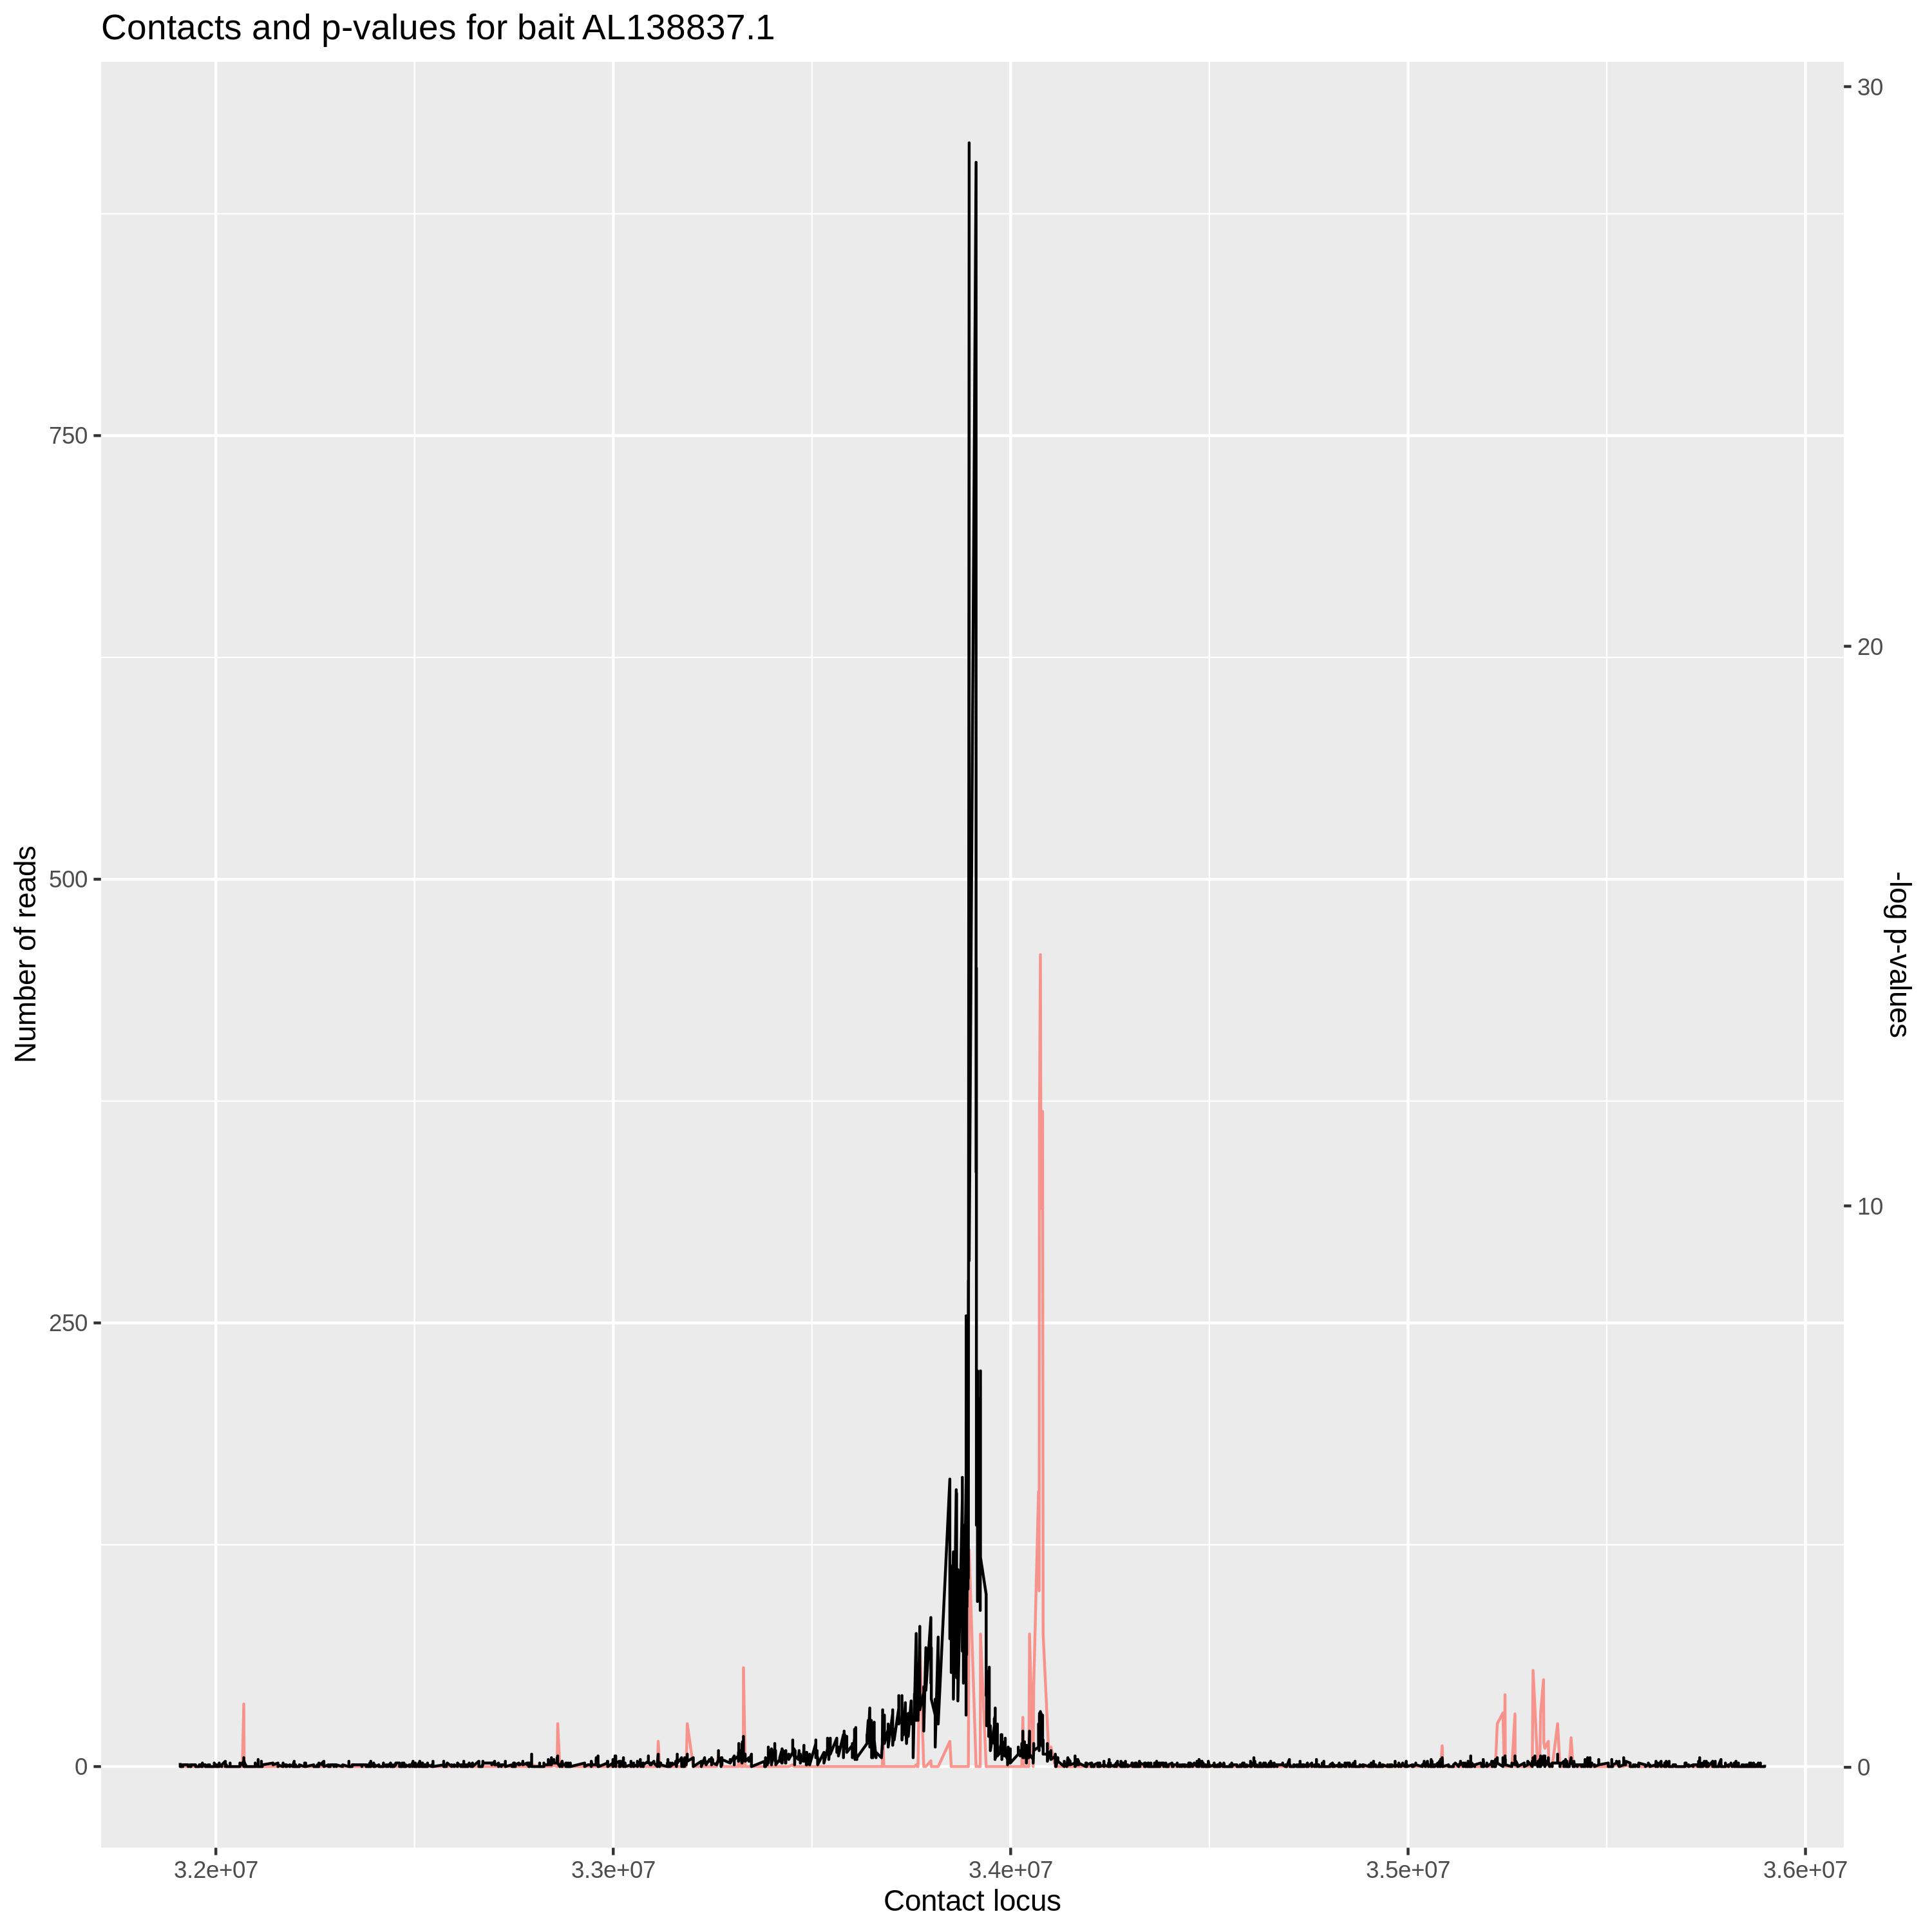 Contacts and p-values for bait AL138837.1
30
750
20
500
Number of reads
-log p-values
10
250
0
0
3.2e+07
3.3e+07
3.4e+07
3.5e+07
3.6e+07
Contact locus